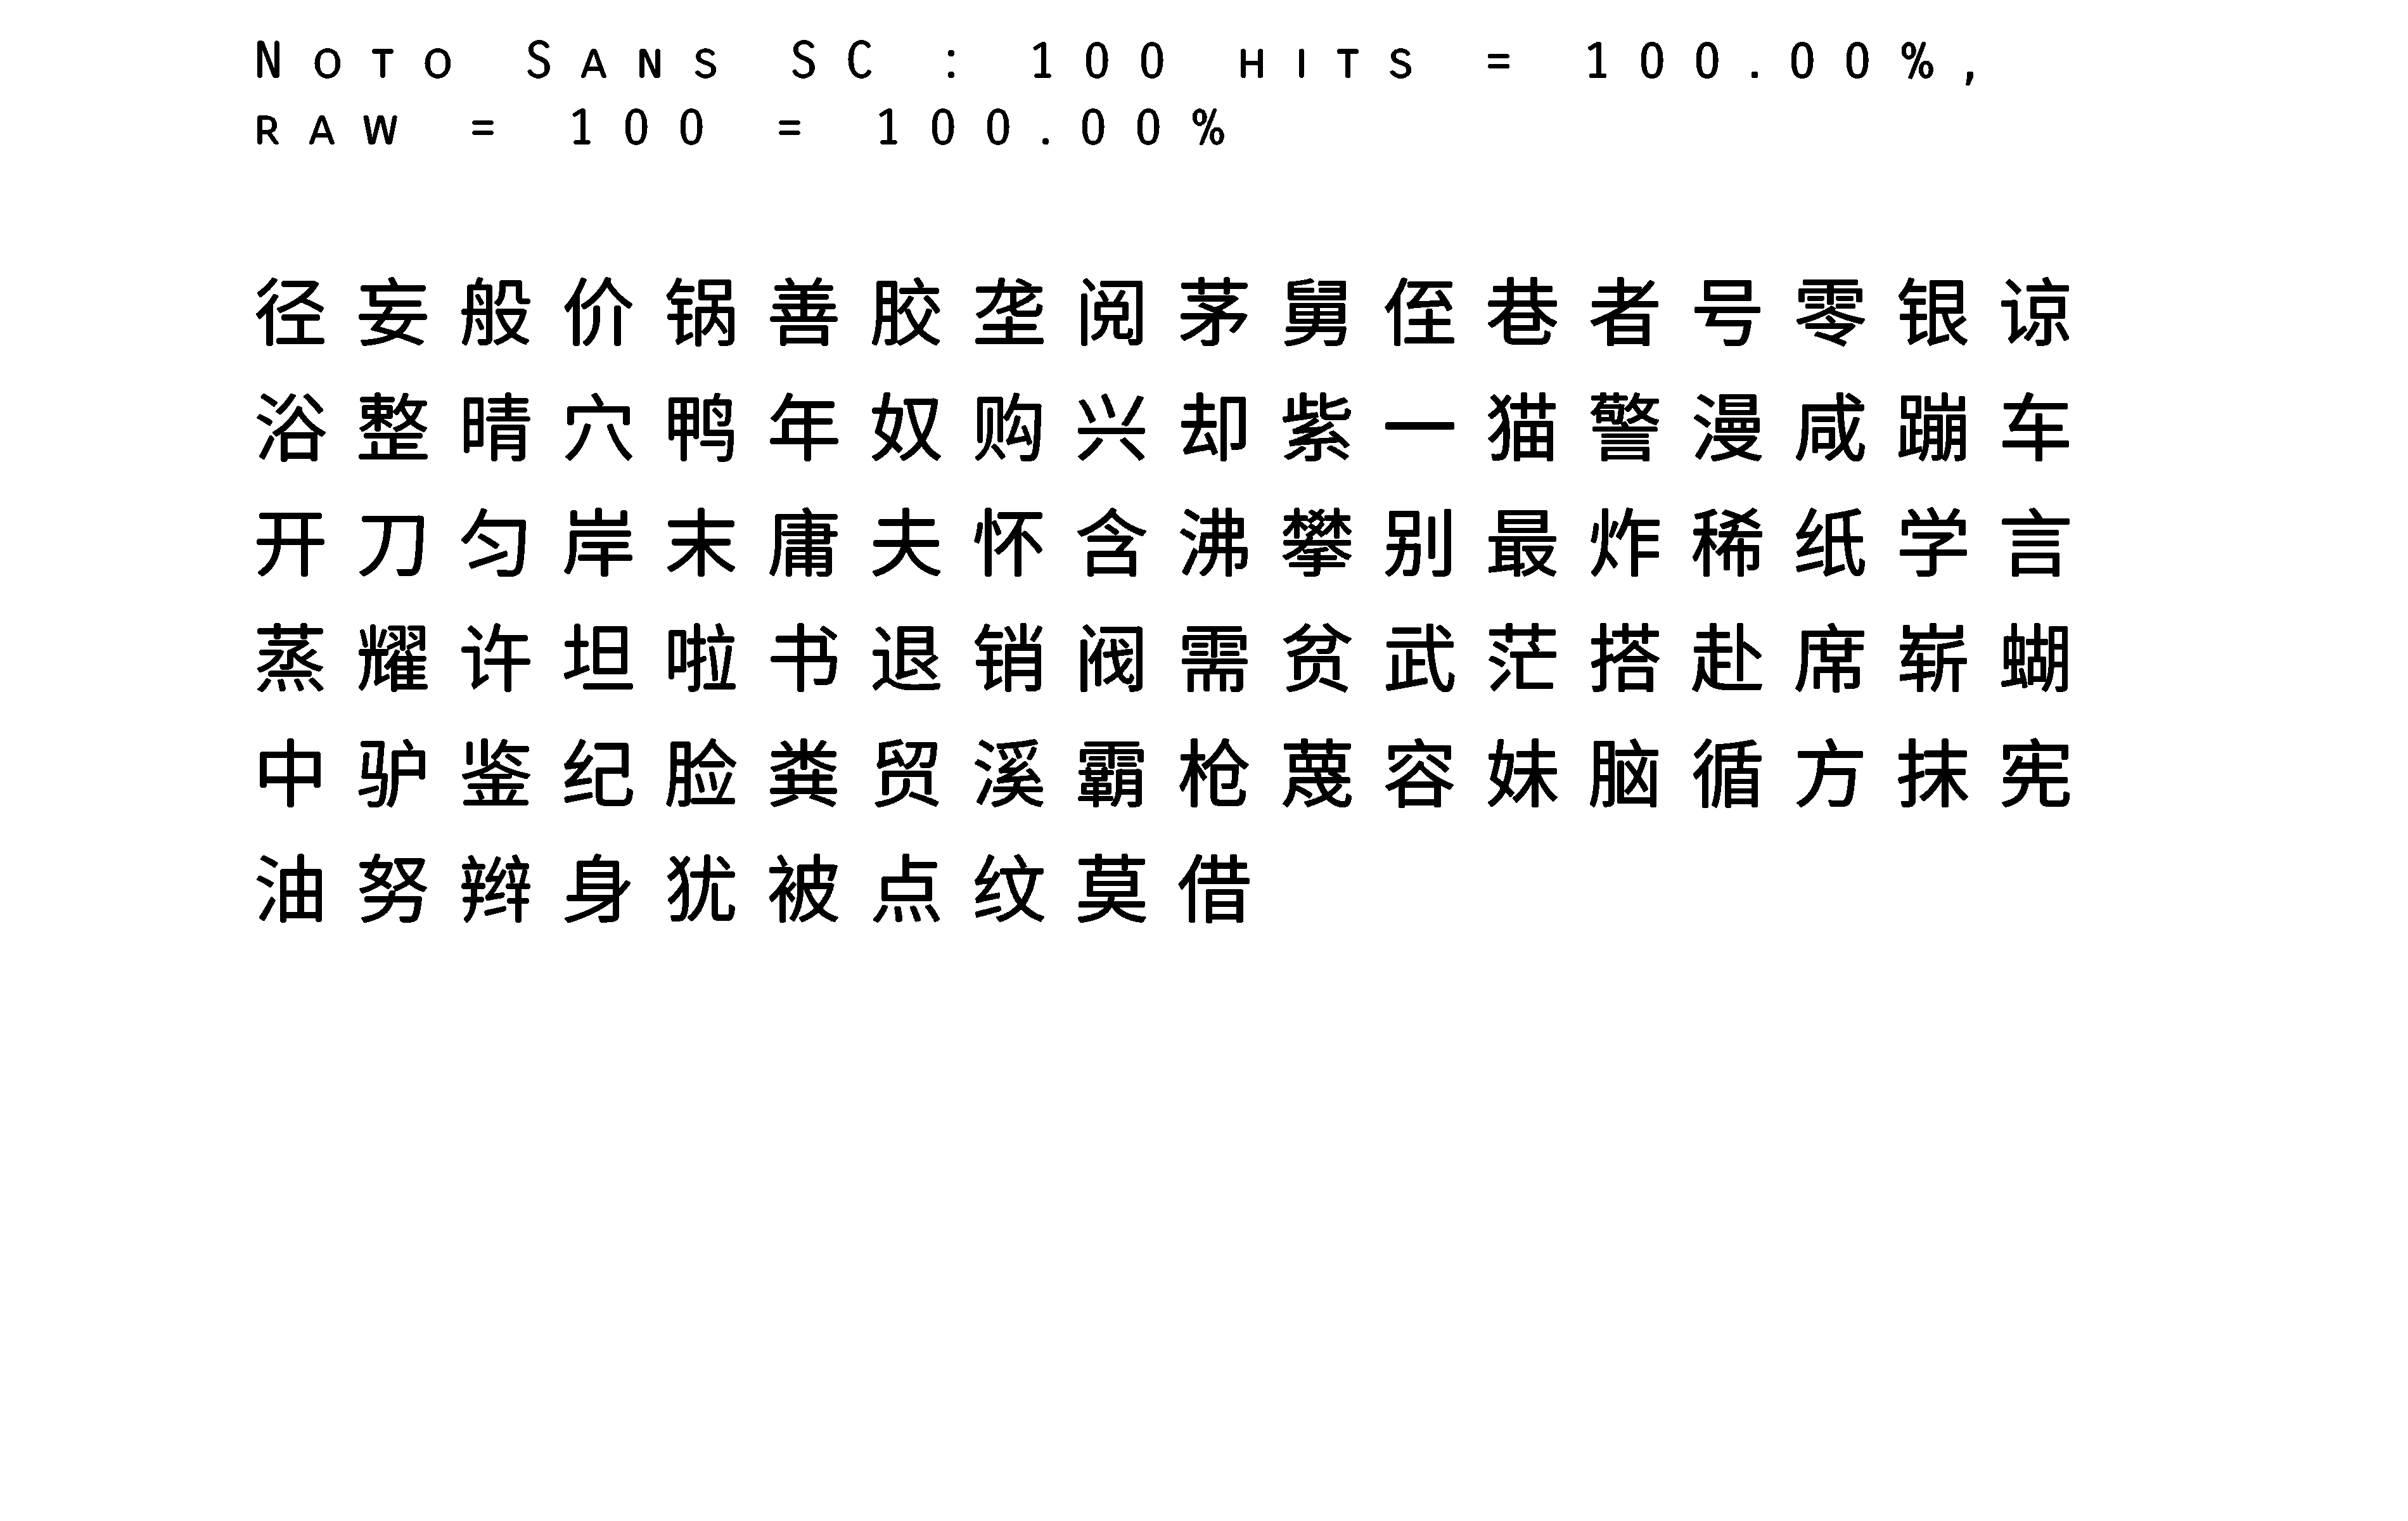 Noto Sans SC : 100 hits = 100.00%,
raw = 100 = 100.00%
径妄般价锅善胶垄阅茅舅侄巷者号零银谅
浴整晴穴鸭年奴购兴却紫一猫警漫咸蹦车
开刀匀岸末庸夫怀含沸攀别最炸稀纸学言
蒸耀许坦啦书退销阀需贫武茫搭赴席崭蝴
中驴鉴纪脸粪贸溪霸枪蔑容妹脑循方抹宪
油努辫身犹被点纹莫借